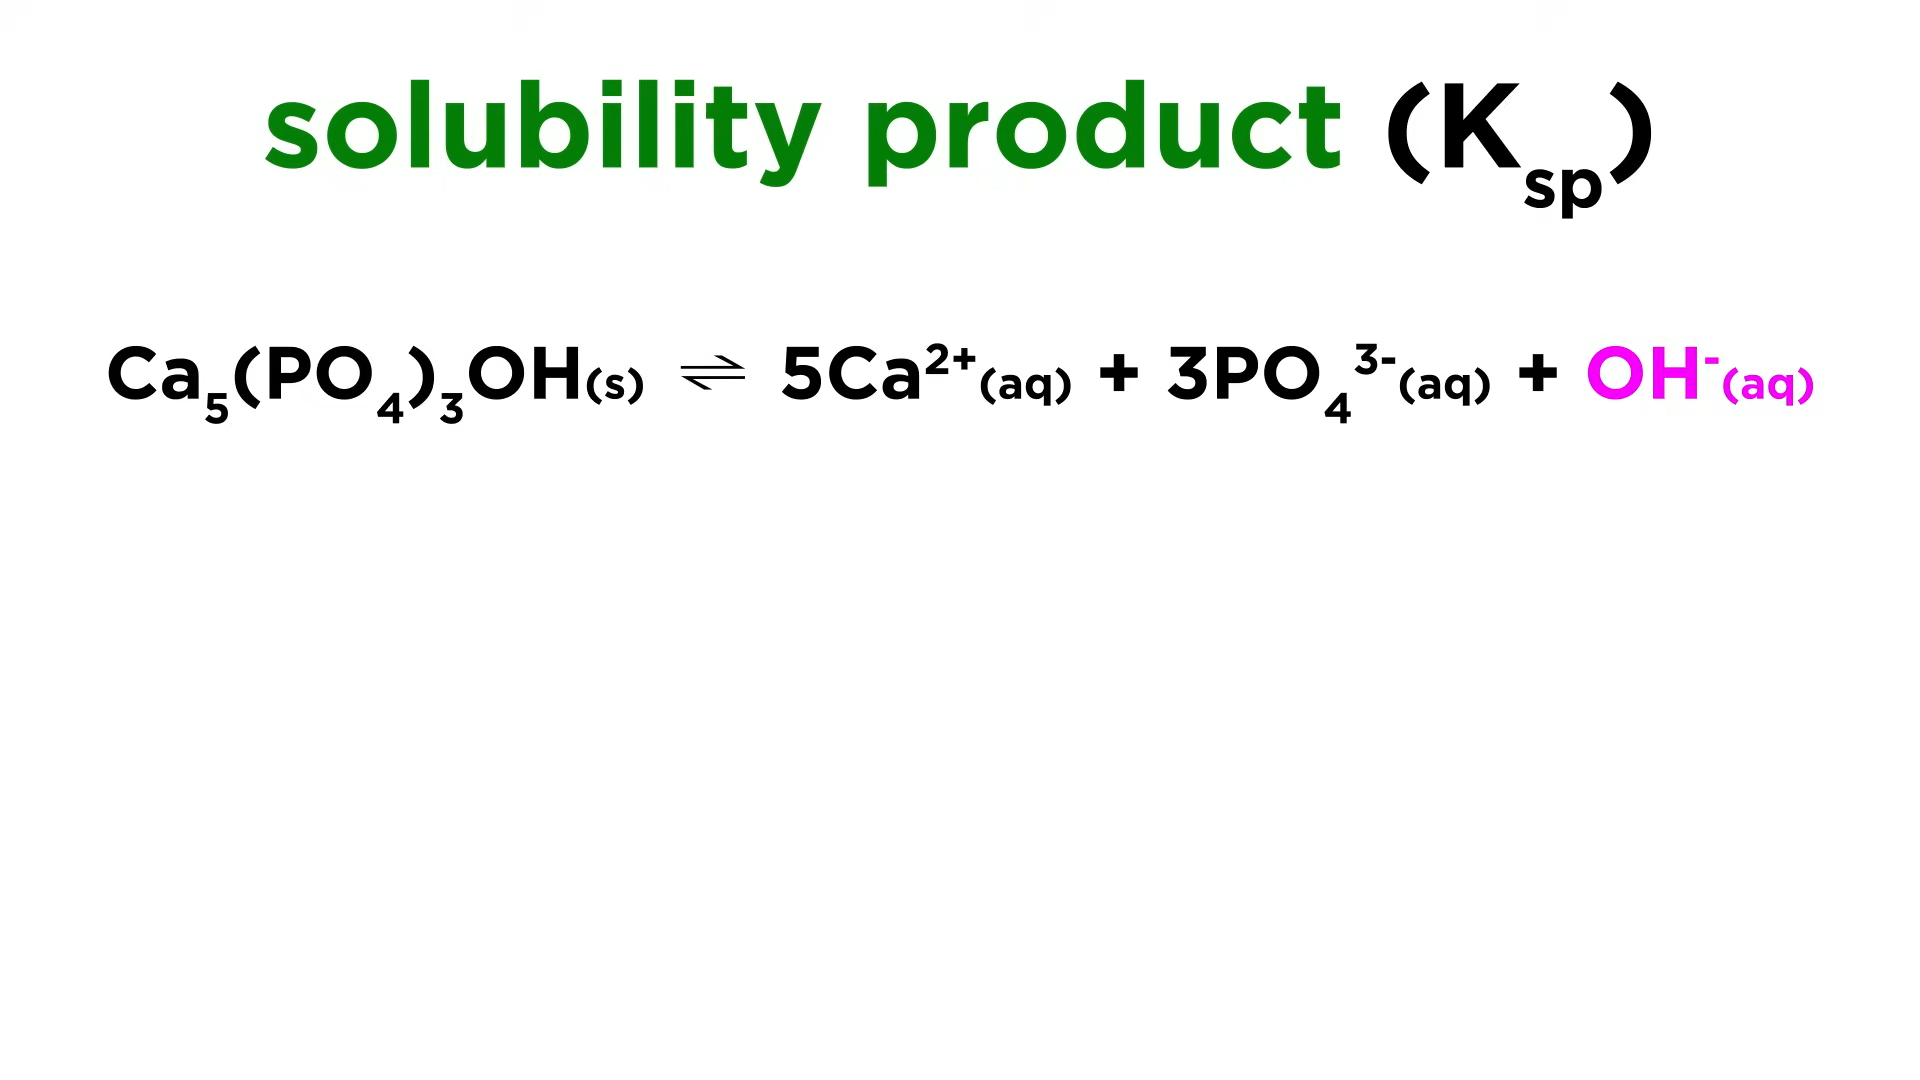 solubility product (Ksp)
Ca₅(PO₄)₃OH(s) ⇌ 5Ca²⁺(aq) + 3PO₄³⁻(aq) + OH⁻(aq)